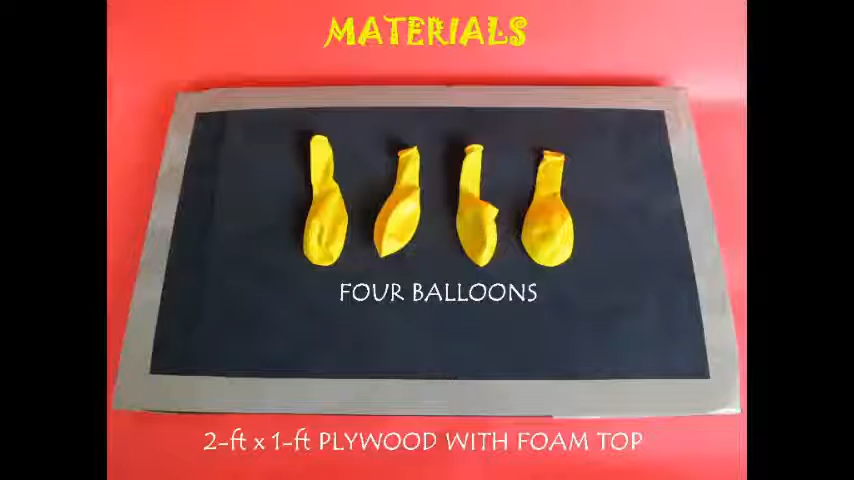 MATERIALS
FOUR BALLOONS
2-ft x 1-ft PLYWOOD WITH FOAM TOP